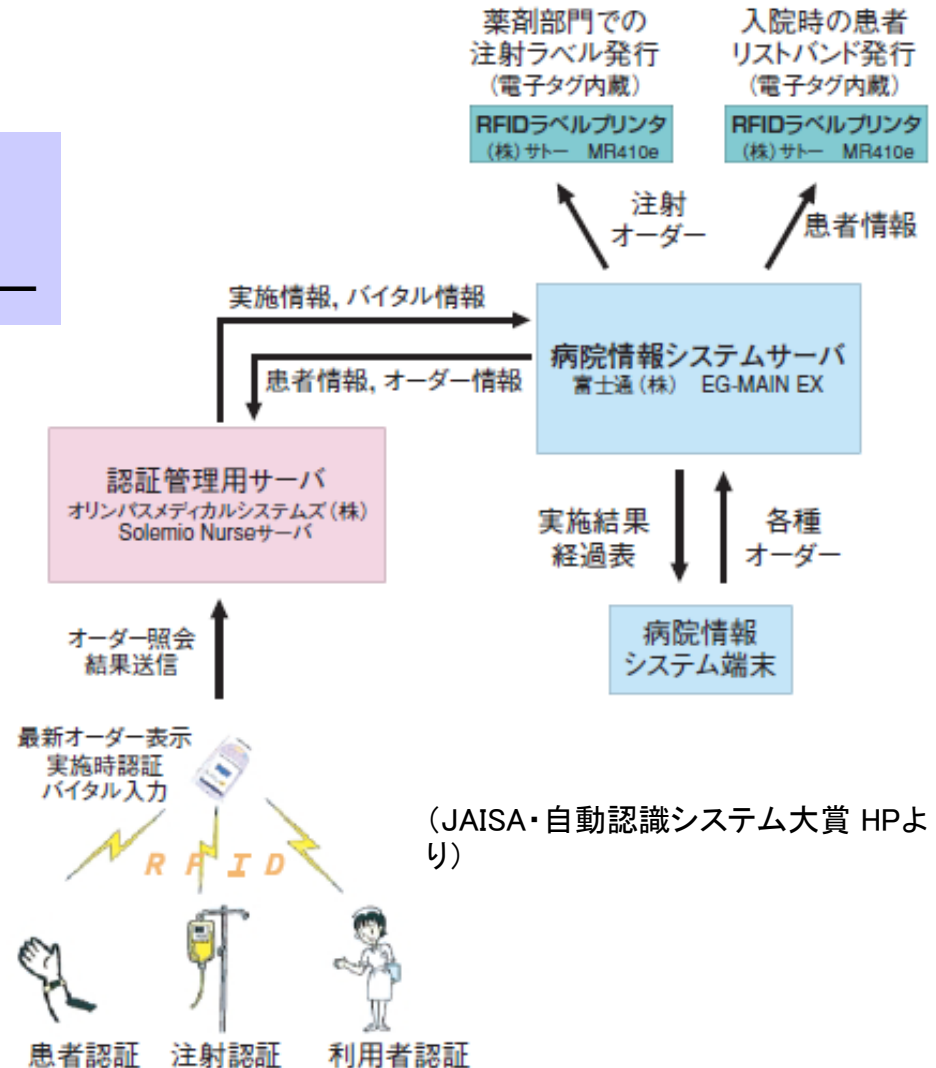 薬剤部門での
注射ラベル発行
（電子タグ内蔵）
RFIDラベルプリンタ
（株）サトー　MR410e
入院時の患者
リストバンド発行
（電子タグ内蔵）
RFIDラベルプリンタ
（株）サトー　MR410e
注射
オーダー
患者情報
実施情報, バイタル情報
患者情報, オーダー情報
病院情報システムサーバ
富士通（株）　EG-MAIN EX
認証管理用サーバ
オリンパスメディカルシステムズ（株）
Solemio Nurseサーバ
実施結果
経過表
各種
オーダー
病院情報
システム端末
オーダー照会
結果送信
最新オーダー表示
実施時認証
バイタル入力
RFID
（JAISA・自動認識システム大賞 HPよ
り）
患者認証
注射認証
利用者認証